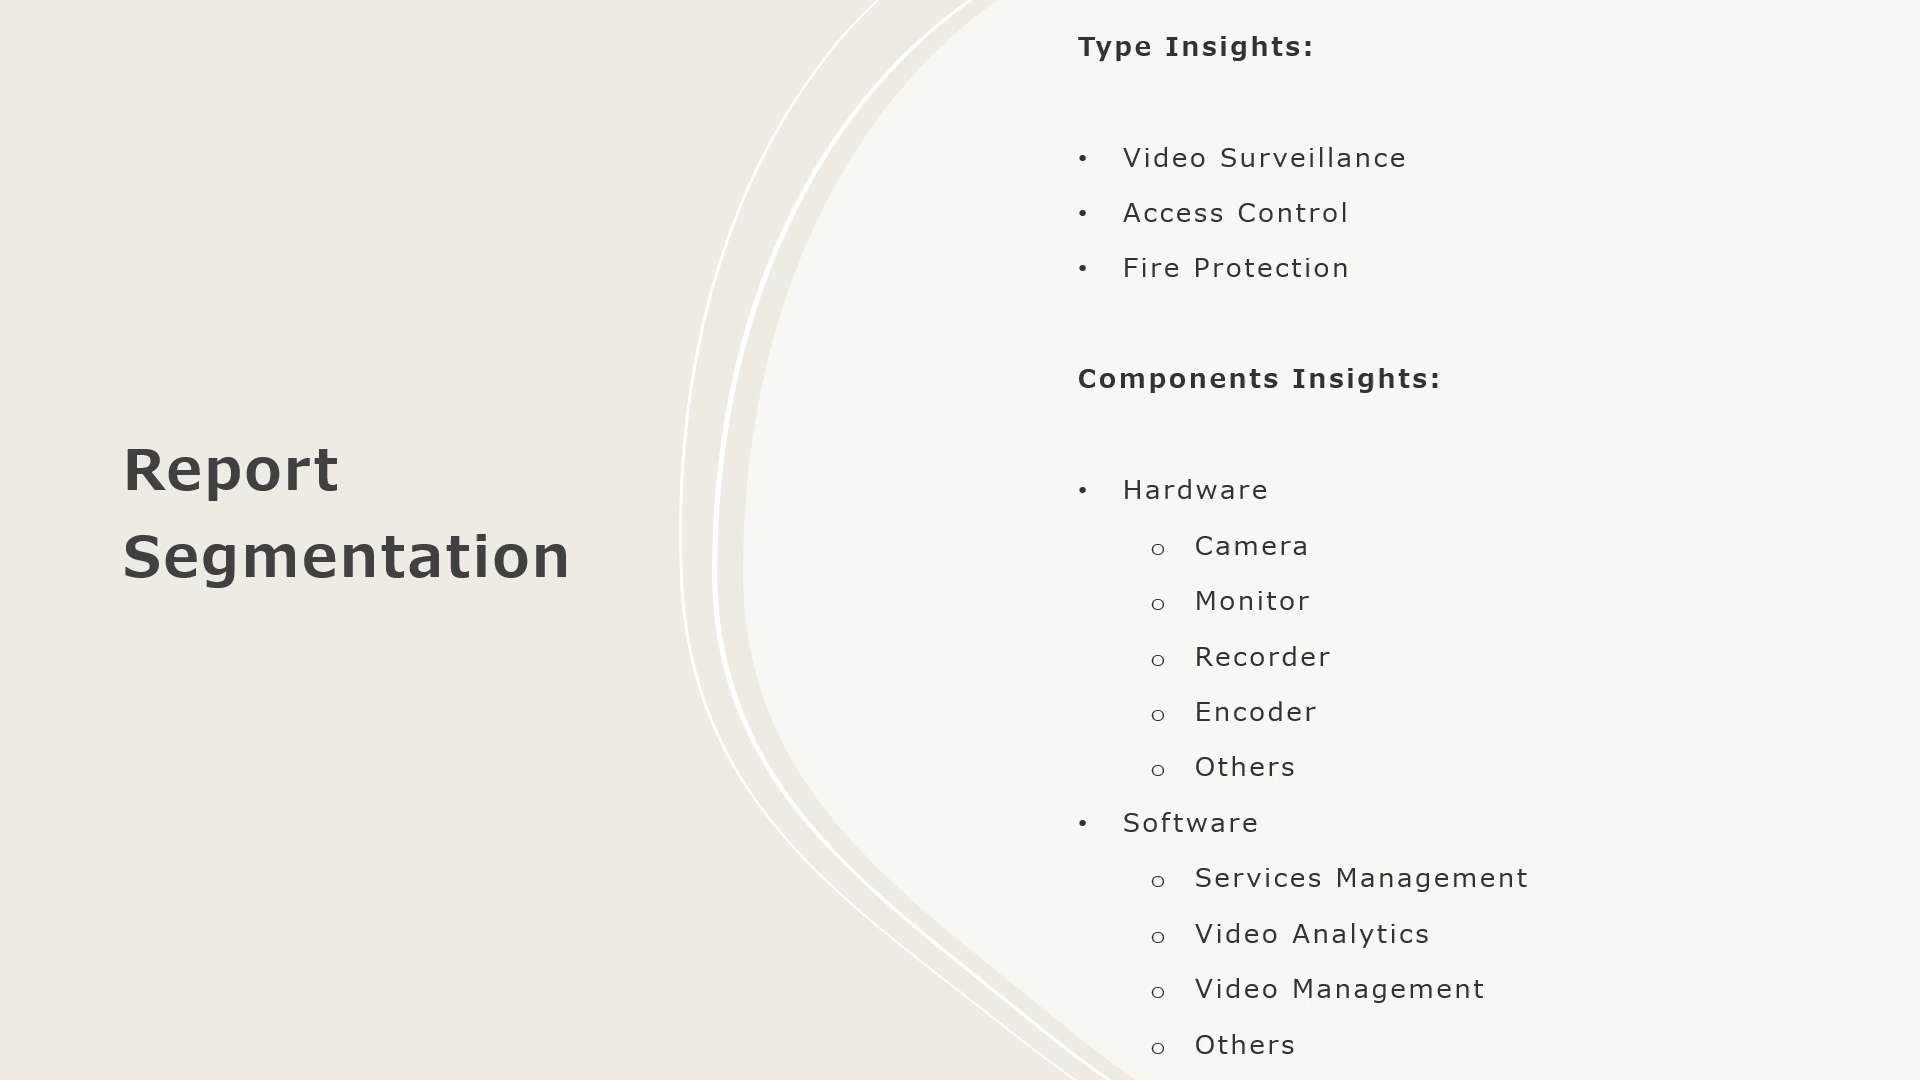 Report
Segmentation
Type Insights:
• Video Surveillance
• Access Control
• Fire Protection
Components Insights:
• Hardware
o Camera
o Monitor
o Recorder
o Encoder
o Others
• Software
o Services Management
o Video Analytics
o Video Management
o Others